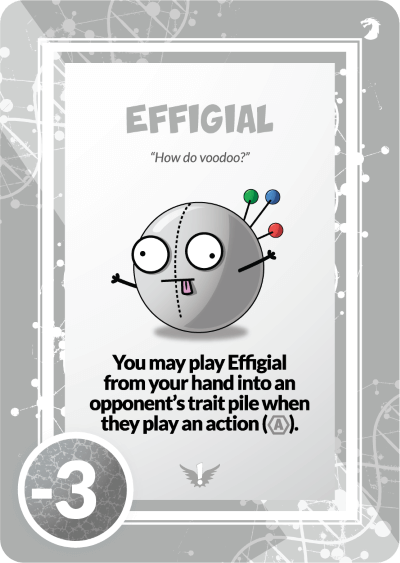 EFFIGIAL
“How do voodoo?”
You may play Effigial
from your hand into an
opponent’s trait pile when
they play an action (A).
!
-3